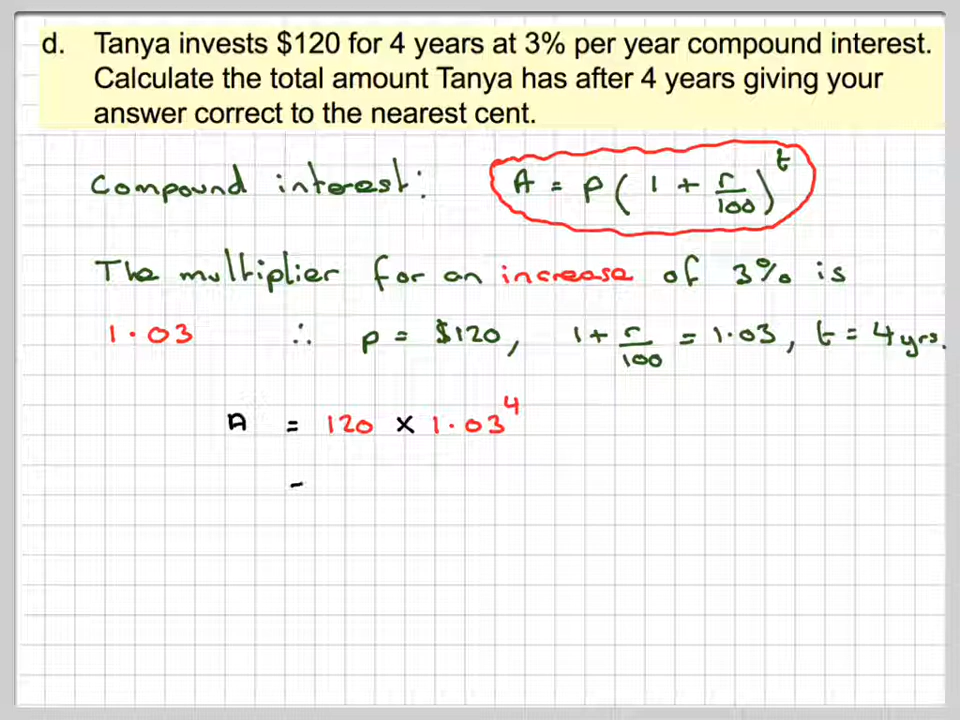 d. Tanya invests $120 for 4 years at 3% per year compound interest.
Calculate the total amount Tanya has after 4 years giving your
answer correct to the nearest cent.
Compound interest: A = P(1 + r/100)^t
The multiplier for an increase of 3% is
1.03 ∴ P = $120, 1 + r/100 = 1.03, t = 4 yrs.
A = 120 × 1.03^4
-